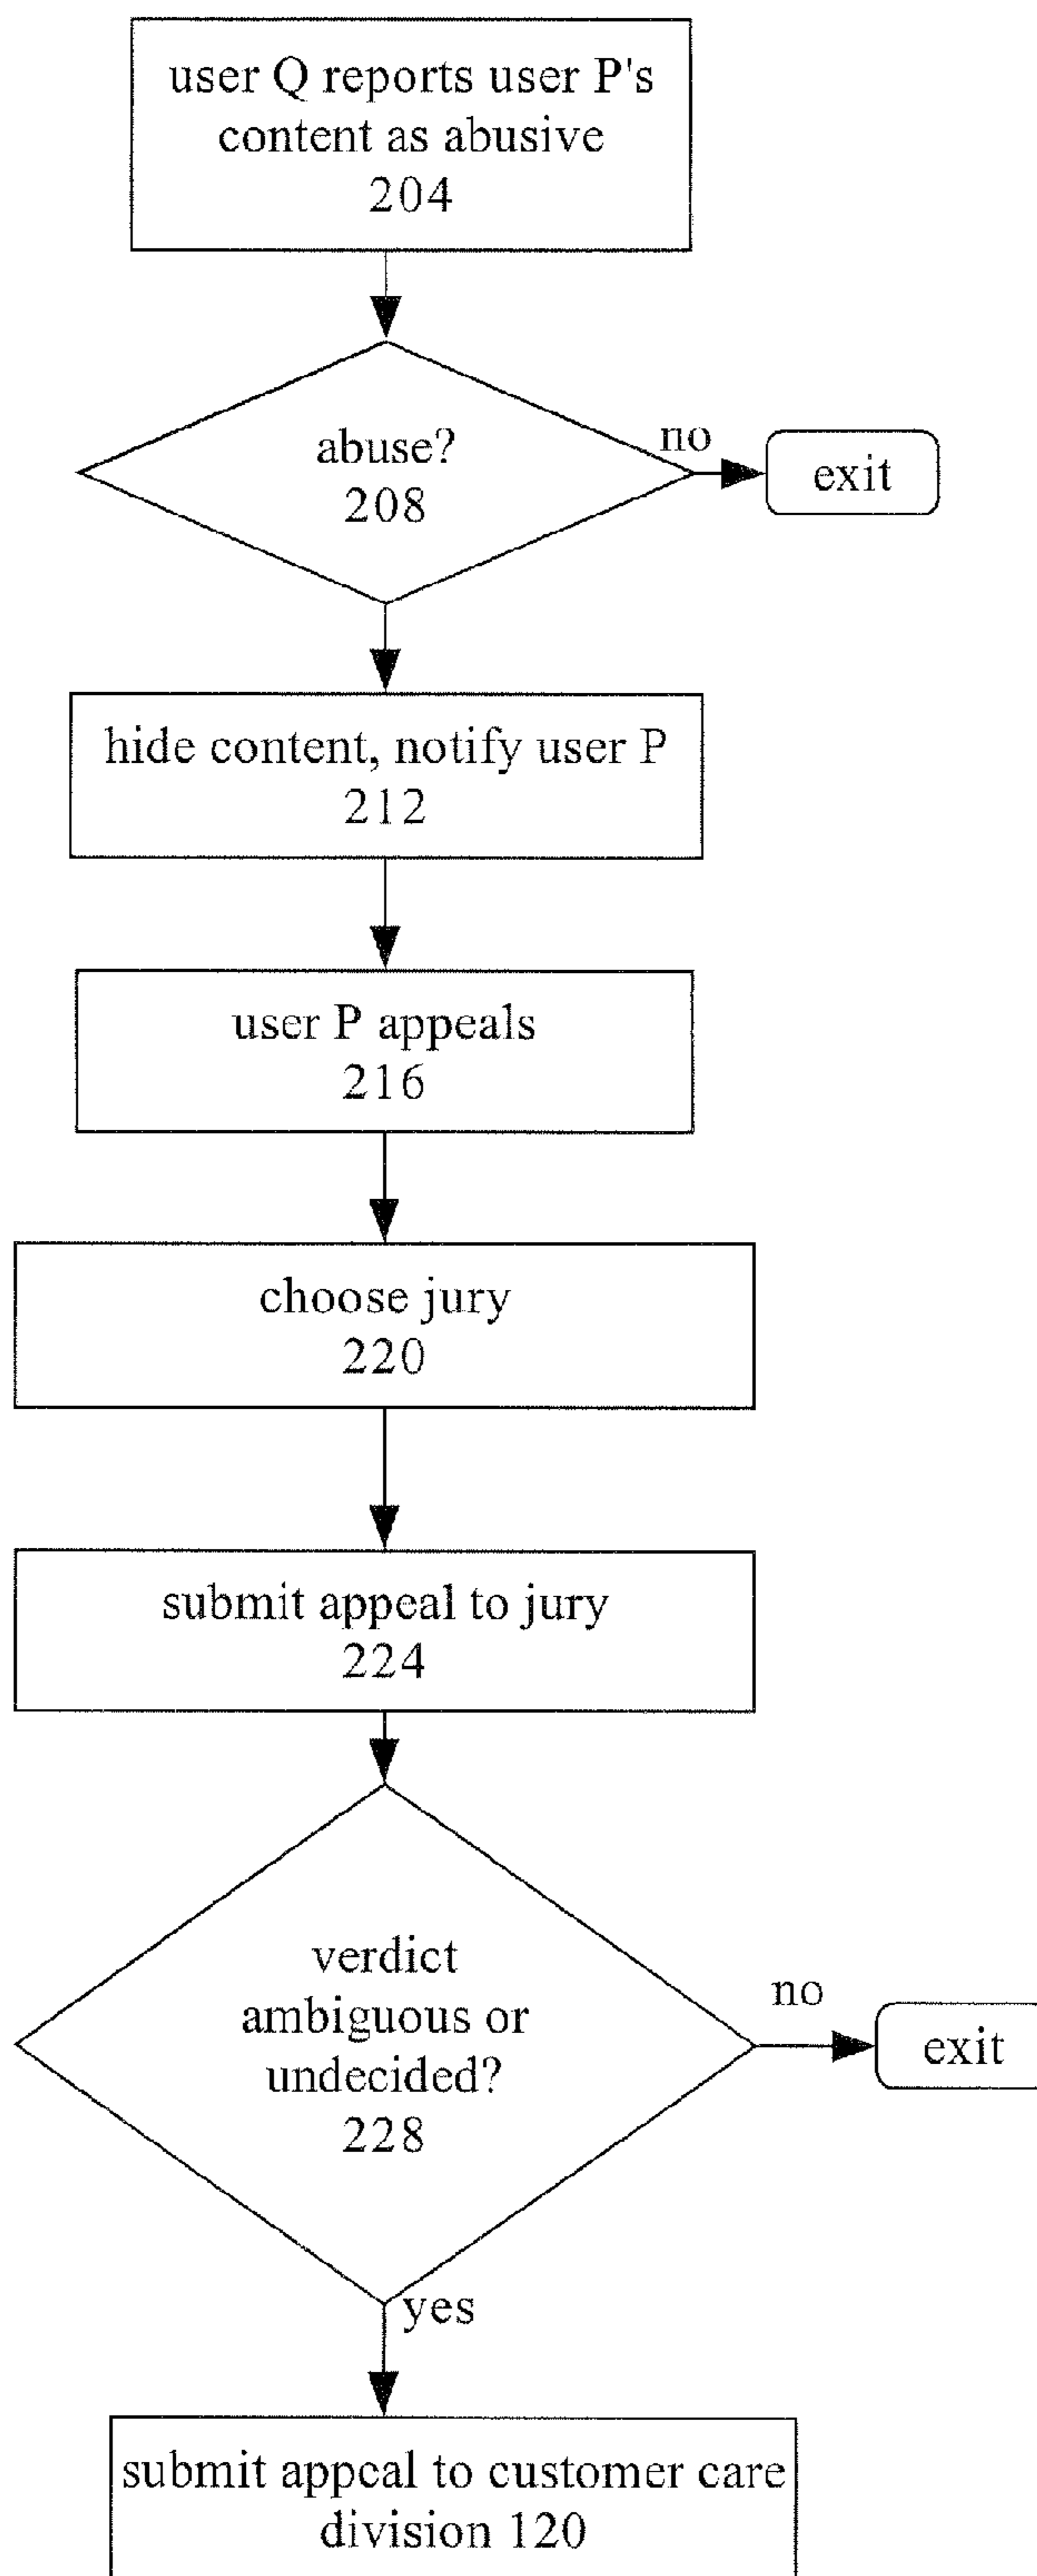 user Q reports user P's
content as abusive
204
abuse?
208
no
exit
hide content, notify user P
212
user P appeals
216
choose jury
220
submit appeal to jury
224
verdict
ambiguous or
undecided?
228
no
exit
yes
submit appeal to customer care
division 120